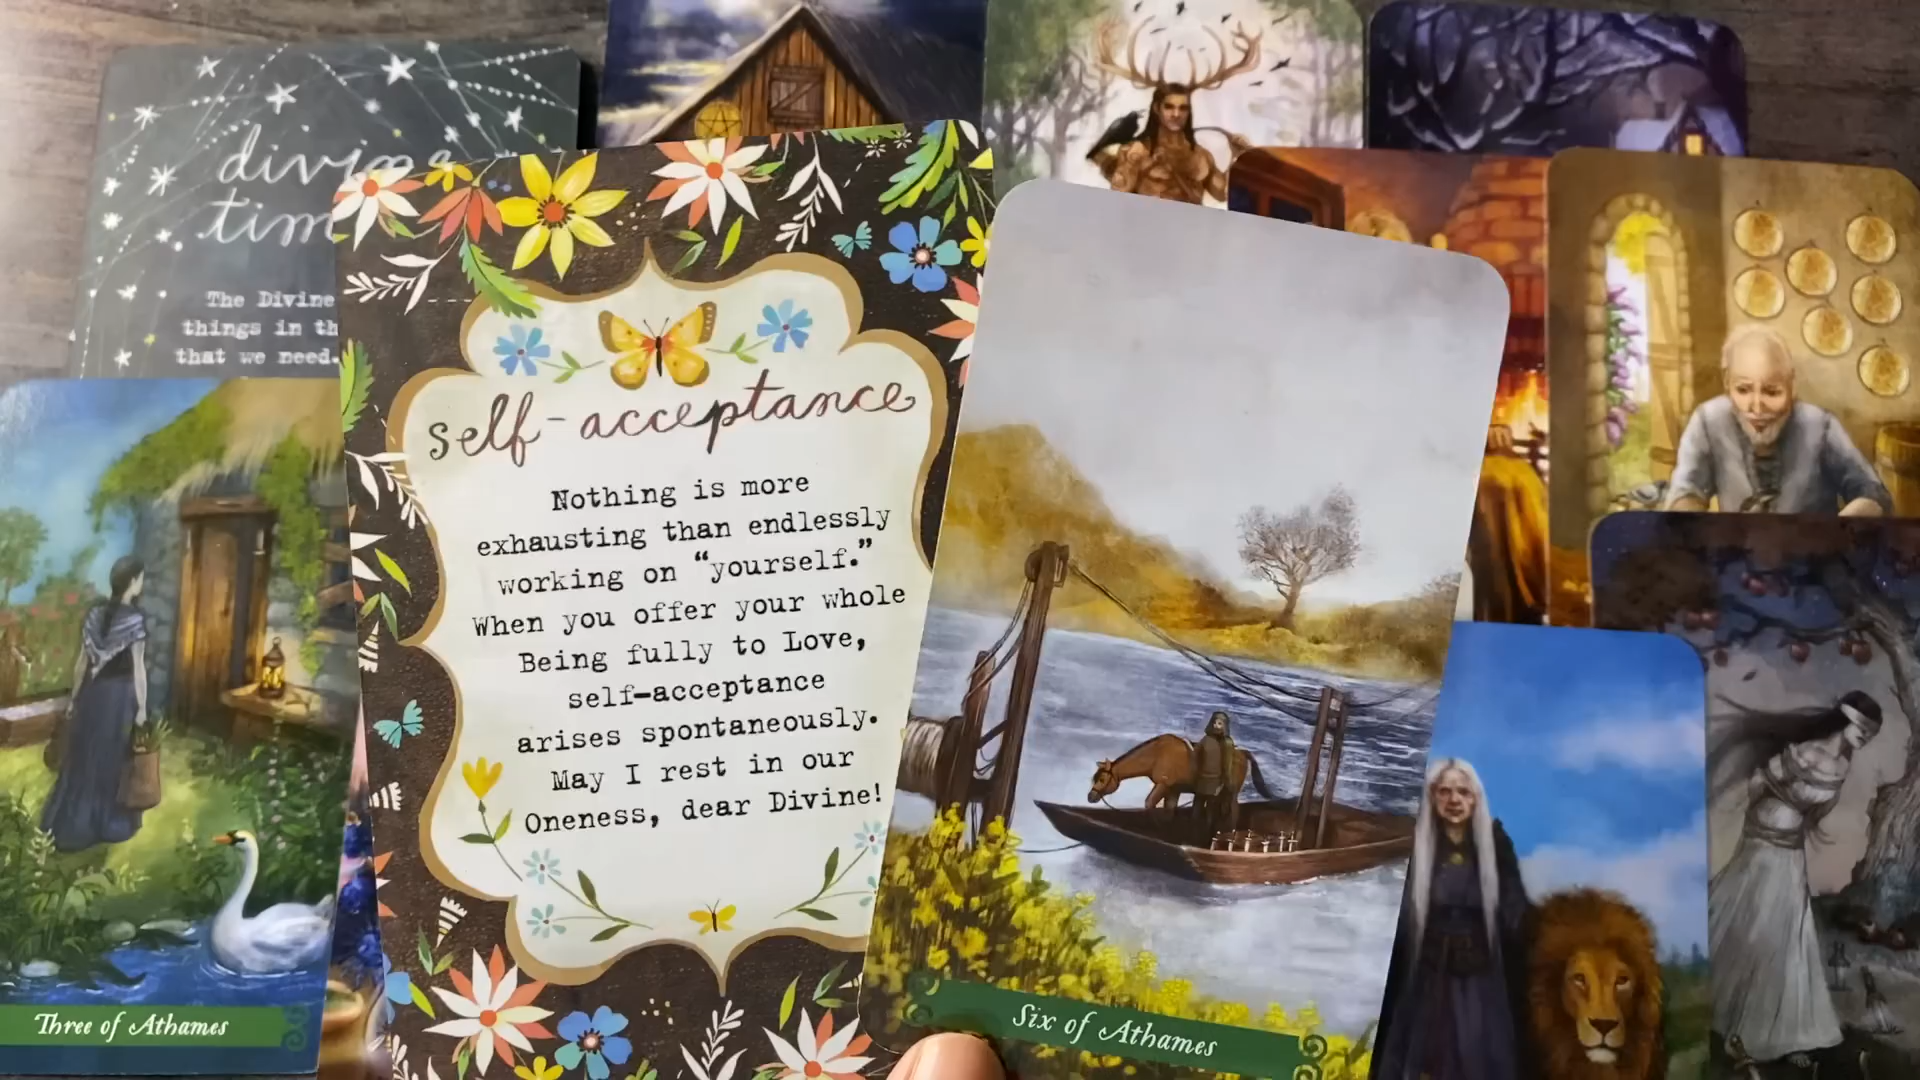 divine
tim
The Divine
things in th
that we need.
self-acceptance
Nothing is more
exhausting than endlessly
working on “yourself.”
When you offer your whole
Being fully to Love,
self-acceptance
arises spontaneously.
May I rest in our
Oneness, dear Divine!
Three of Athames
Six of Athames